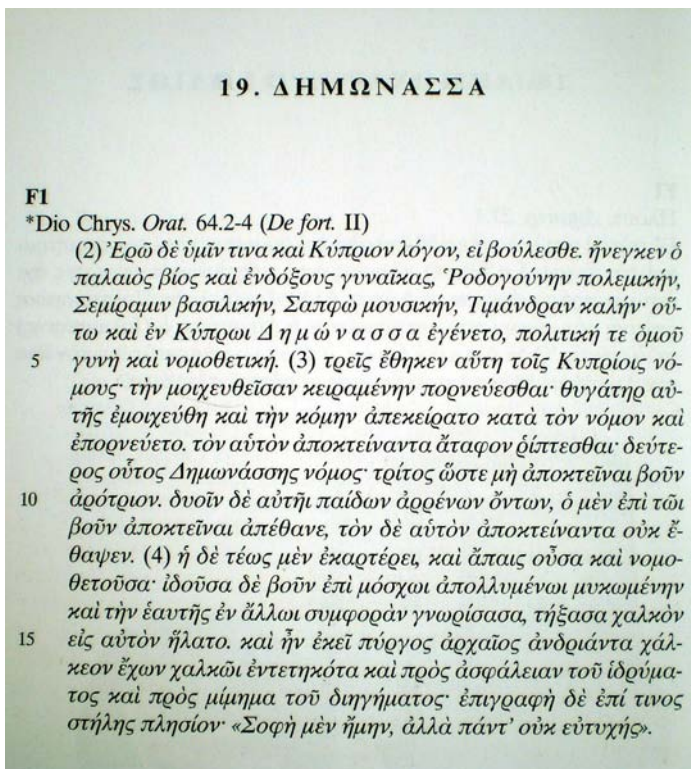 19. ΔΗΜΩΝΑΣΣΑ
F1
*Dio Chrys. Orat. 64.2-4 (De fort. II)
(2) Ἐρῶ δὲ ὑμῖν τινα καὶ Κύπριον λόγον, εἰ βούλεσθε. ἤνεγκεν ὁ
παλαιὸς βίος καὶ ἐνδόξους γυναῖκας, Ῥοδογούνην πολεμικήν,
Σεμίραμιν βασιλικήν, Σαπφὼ μουσικήν, Τιμάνδραν καλήν· οὕ-
τω καὶ ἐν Κύπρωι Δημώνασσα ἐγένετο, πολιτική τε ὁμοῦ
5 γυνὴ καὶ νομοθετική. (3) τρεῖς ἔθηκεν αὕτη τοῖς Κυπρίοις νό-
μους· τὴν μοιχευθεῖσαν κειραμένην πορνεύεσθαι· θυγάτηρ αὐ-
τῆς ἐμοιχεύθη καὶ τὴν κόμην ἀπεκείρατο κατὰ τὸν νόμον καὶ
ἐπορνεύετο. τὸν αὑτὸν ἀποκτείναντα ἄταφον ῥίπτεσθαι· δεύτε-
ρος οὗτος Δημωνάσσης νόμος· τρίτος ὥστε μὴ ἀποκτεῖναι βοῦν
10 ἀρότριον. δυοῖν δὲ αὐτῆι παίδων ἀρρένων ὄντων, ὁ μὲν ἐπὶ τῶι
βοῦν ἀποκτεῖναι ἀπέθανε, τὸν δὲ αὑτὸν ἀποκτείναντα οὐκ ἔ-
θαψεν. (4) ἡ δὲ τέως μὲν ἐκαρτέρει, καὶ ἄπαις οὖσα καὶ νομο-
θετοῦσα· ἰδοῦσα δὲ βοῦν ἐπὶ μόσχωι ἀπολλυμένωι μυκωμένην
καὶ τὴν ἑαυτῆς ἐν ἄλλωι συμφορὰν γνωρίσασα, τήξασα χαλκὸν
15 εἰς αὐτὸν ἥλατο. καὶ ἦν ἐκεῖ πύργος ἀρχαῖος ἀνδριάντα χάλ-
κεον ἔχων χαλκῶι ἐντετηκότα καὶ πρὸς ἀσφάλειαν τοῦ ἱδρύμα-
τος καὶ πρὸς μίμημα τοῦ διηγήματος· ἐπιγραφὴ δὲ ἐπί τινος
στήλης πλησίον· «Σοφὴ μὲν ἤμην, ἀλλὰ πάντ’ οὐκ εὐτυχής».